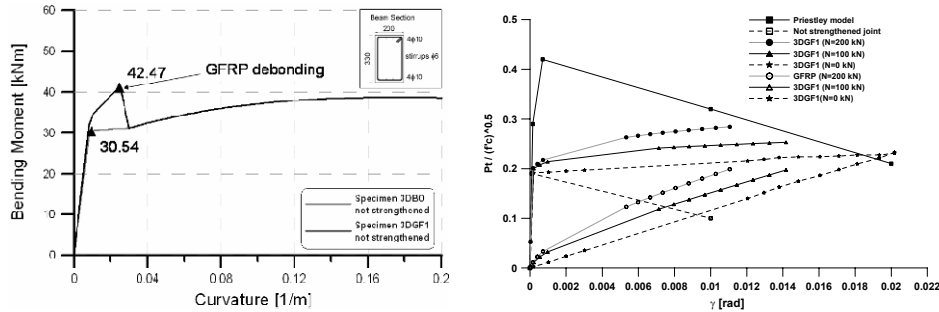 60
50
40
30
20
10
0
Bending Moment [kNm]
42.47
GFRP debonding
30.54
Beam Section
200
330
4ϕ10
stirrups ϕ6
4ϕ10
Specimen 3DB0
not strengthened
Specimen 3DGF1
not strengthened
0 0.04 0.08 0.12 0.16 0.2
Curvature [1/m]
0.5
0.4
0.3
0.2
0.1
0
Pt / (f'c)^0.5
Priestley model
Not strengthened joint
3DGF1 (N=200 kN)
3DGF1 (N=100 kN)
3DGF1 (N=0 kN)
GFRP (N=200 kN)
3DGF1 (N=100 kN)
3DGF1(N=0 kN)
0 0.002 0.004 0.006 0.008 0.01 0.012 0.014 0.016 0.018 0.02 0.022
γ [rad]